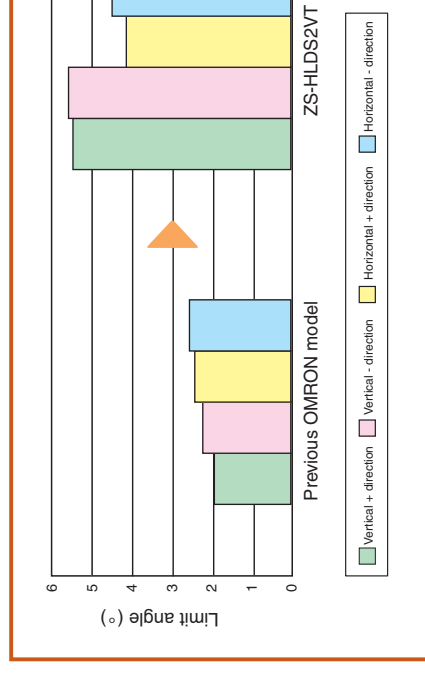 Limit angle (°)
6
5
4
3
2
1
0
Previous OMRON model
ZS-HLDS2VT
Vertical + direction
Vertical - direction
Horizontal + direction
Horizontal - direction